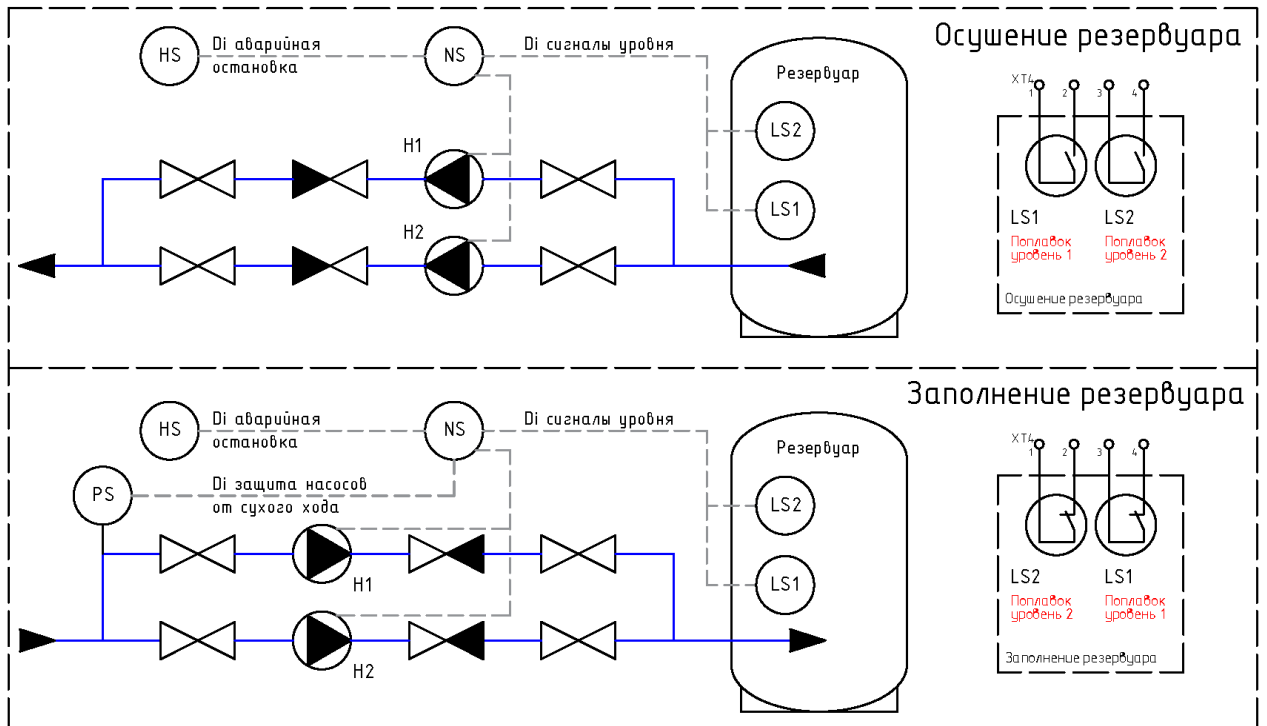 Осушение резервуара
HS
Di аварийная
остановка
NS
Di сигналы уровня
Резервуар
LS2
LS1
H1
H2
XT4
1
2
3
4
LS1
LS2
Поплавок
уровень 1
Поплавок
уровень 2
Осушение резервуара
Заполнение резервуара
HS
Di аварийная
остановка
NS
Di сигналы уровня
Резервуар
PS
Di защита насосов
от сухого хода
LS2
LS1
H1
H2
XT4
1
2
3
4
LS2
LS1
Поплавок
уровень 2
Поплавок
уровень 1
Заполнение резервуара